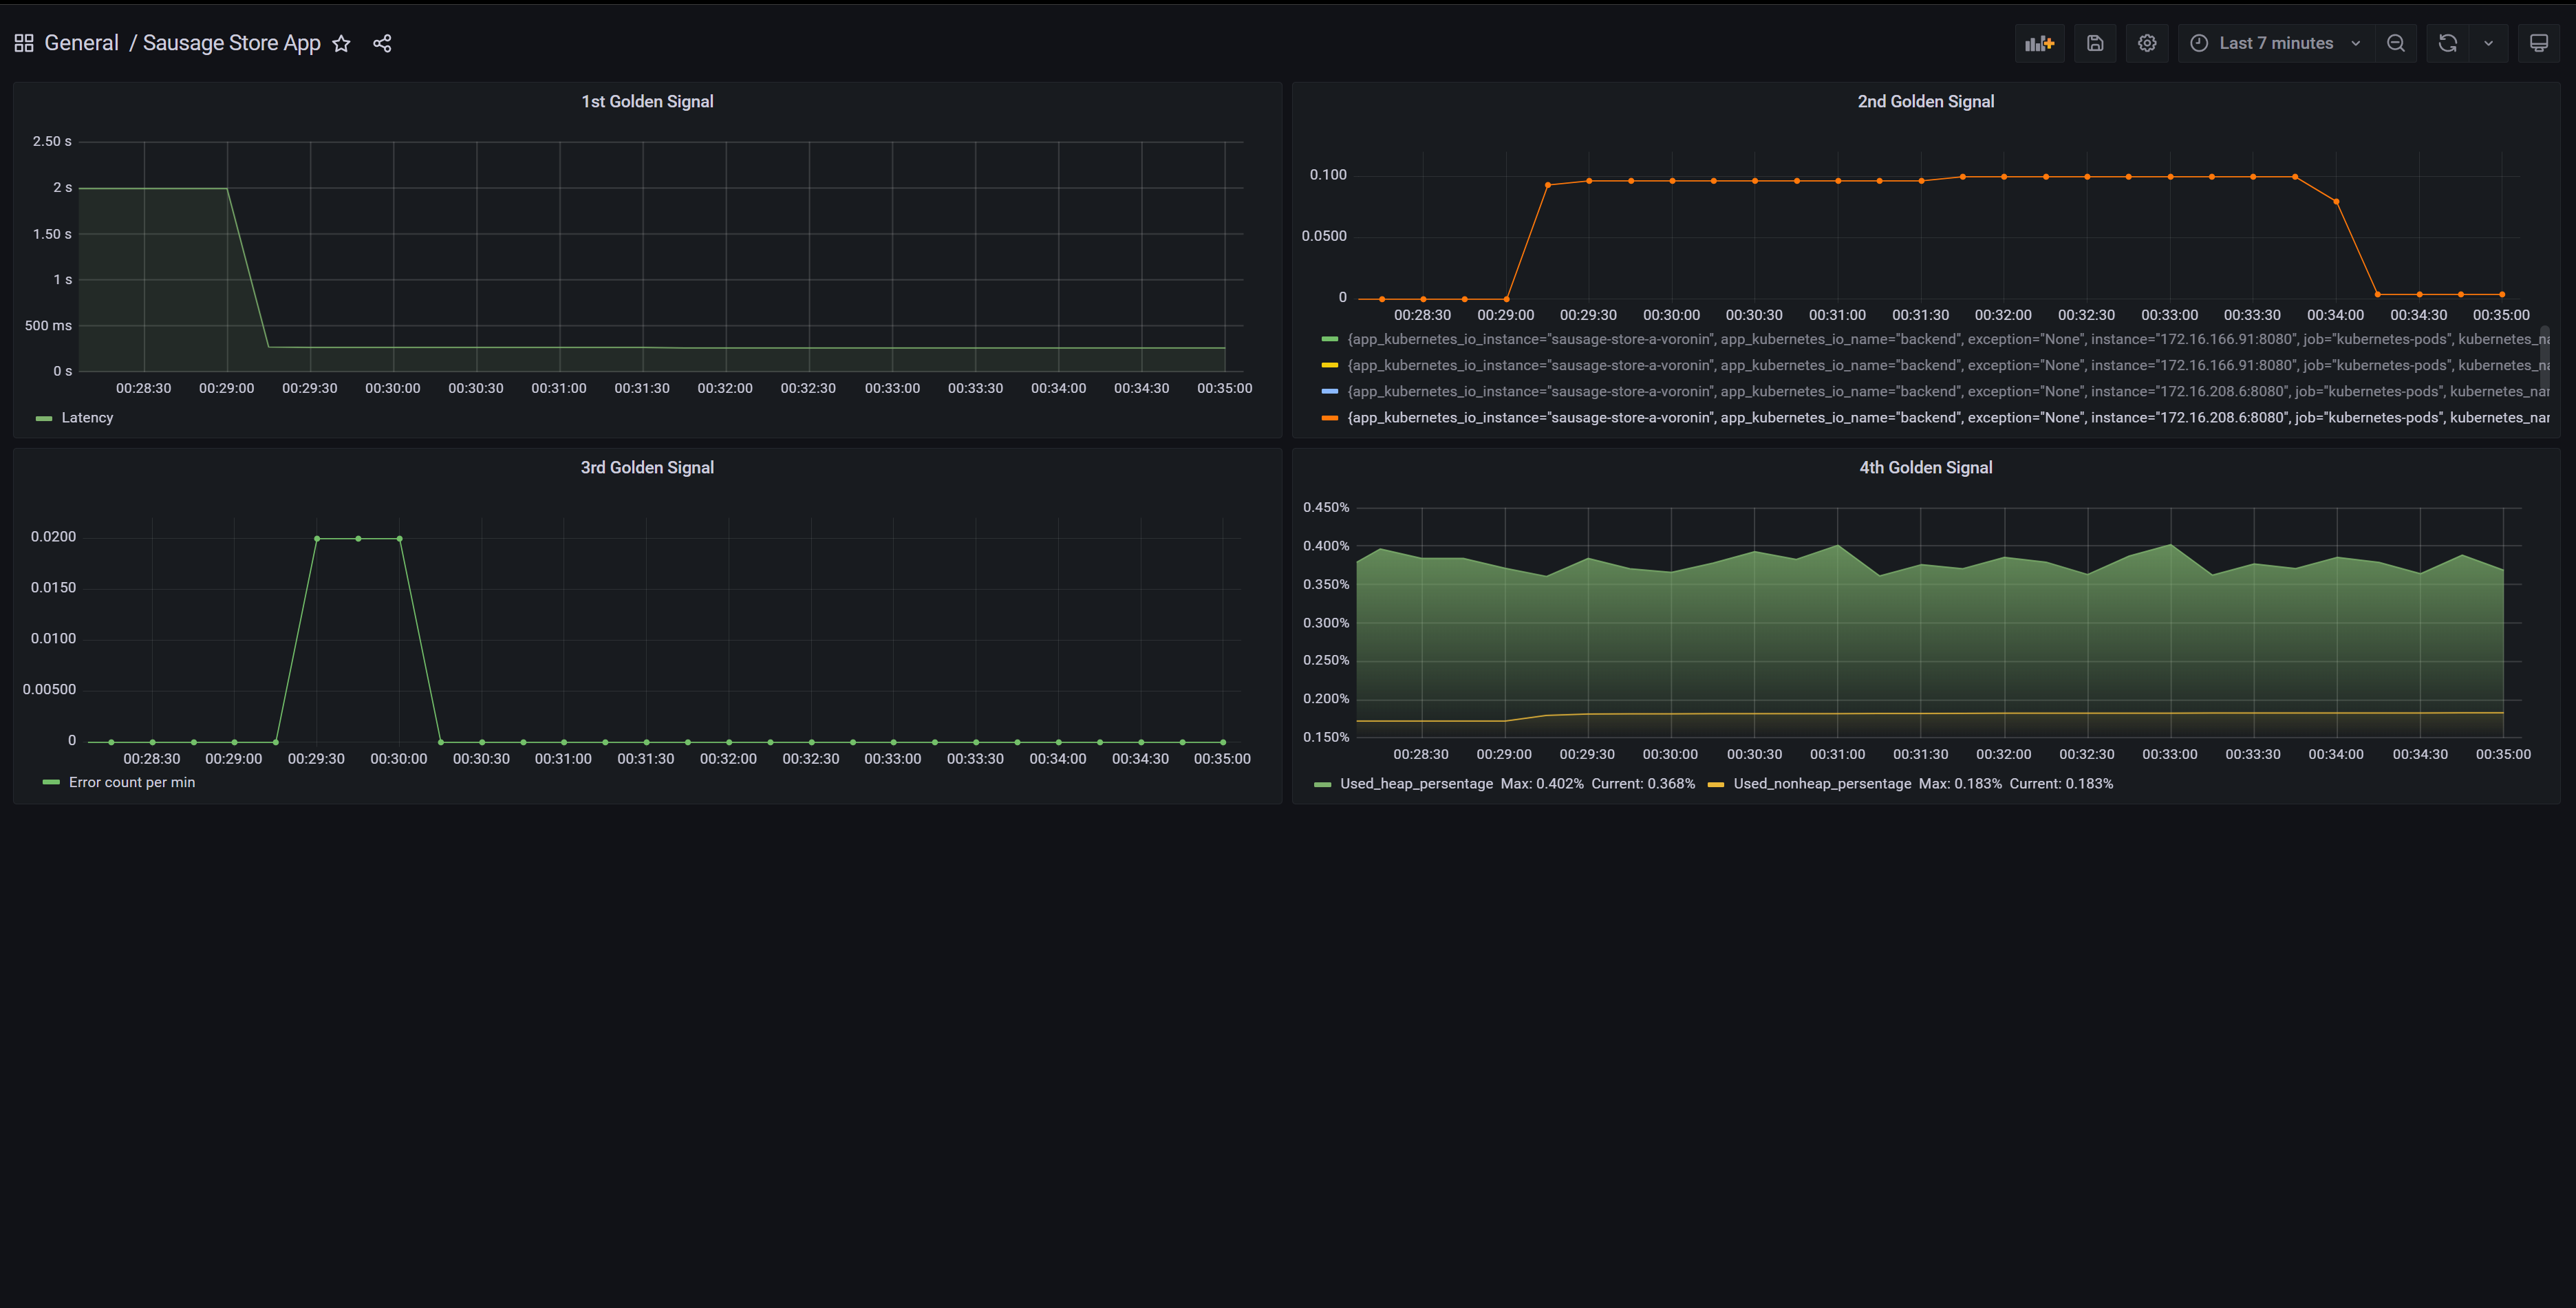 General / Sausage Store App
Last 7 minutes
1st Golden Signal
2.50 s
2 s
1.50 s
1 s
500 ms
0 s
00:28:30 00:29:00 00:29:30 00:30:00 00:30:30 00:31:00 00:31:30 00:32:00 00:32:30 00:33:00 00:33:30 00:34:00 00:34:30 00:35:00
Latency
2nd Golden Signal
0.100
0.0500
0
00:28:30 00:29:00 00:29:30 00:30:00 00:30:30 00:31:00 00:31:30 00:32:00 00:32:30 00:33:00 00:33:30 00:34:00 00:34:30 00:35:00
{app_kubernetes_io_instance="sausage-store-a-voronin", app_kubernetes_io_name="backend", exception="None", instance="172.16.166.91:8080", job="kubernetes-pods", kubernetes_na
{app_kubernetes_io_instance="sausage-store-a-voronin", app_kubernetes_io_name="backend", exception="None", instance="172.16.166.91:8080", job="kubernetes-pods", kubernetes_na
{app_kubernetes_io_instance="sausage-store-a-voronin", app_kubernetes_io_name="backend", exception="None", instance="172.16.208.6:8080", job="kubernetes-pods", kubernetes_nar
{app_kubernetes_io_instance="sausage-store-a-voronin", app_kubernetes_io_name="backend", exception="None", instance="172.16.208.6:8080", job="kubernetes-pods", kubernetes_nar
3rd Golden Signal
0.0200
0.0150
0.0100
0.00500
0
00:28:30 00:29:00 00:29:30 00:30:00 00:30:30 00:31:00 00:31:30 00:32:00 00:32:30 00:33:00 00:33:30 00:34:00 00:34:30 00:35:00
Error count per min
4th Golden Signal
0.450%
0.400%
0.350%
0.300%
0.250%
0.200%
0.150%
00:28:30 00:29:00 00:29:30 00:30:00 00:30:30 00:31:00 00:31:30 00:32:00 00:32:30 00:33:00 00:33:30 00:34:00 00:34:30 00:35:00
Used_heap_persentage Max: 0.402% Current: 0.368% Used_nonheap_persentage Max: 0.183% Current: 0.183%